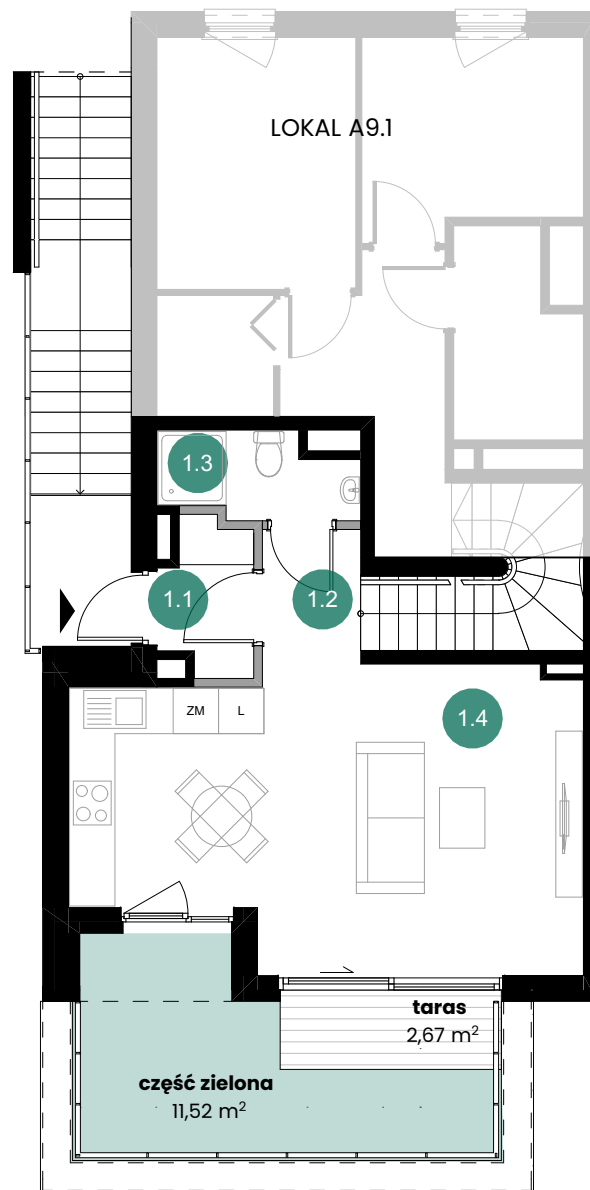 LOKAL A9.1
1.3
1.1
1.2
1.4
ZM
L
taras
2,67 m²
część zielona
11,52 m²